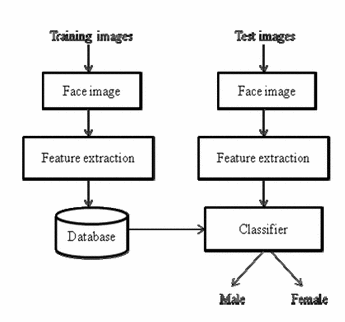 Training images
Test images
Face image
Face image
Feature extraction
Feature extraction
Database
Classifier
Male
Female